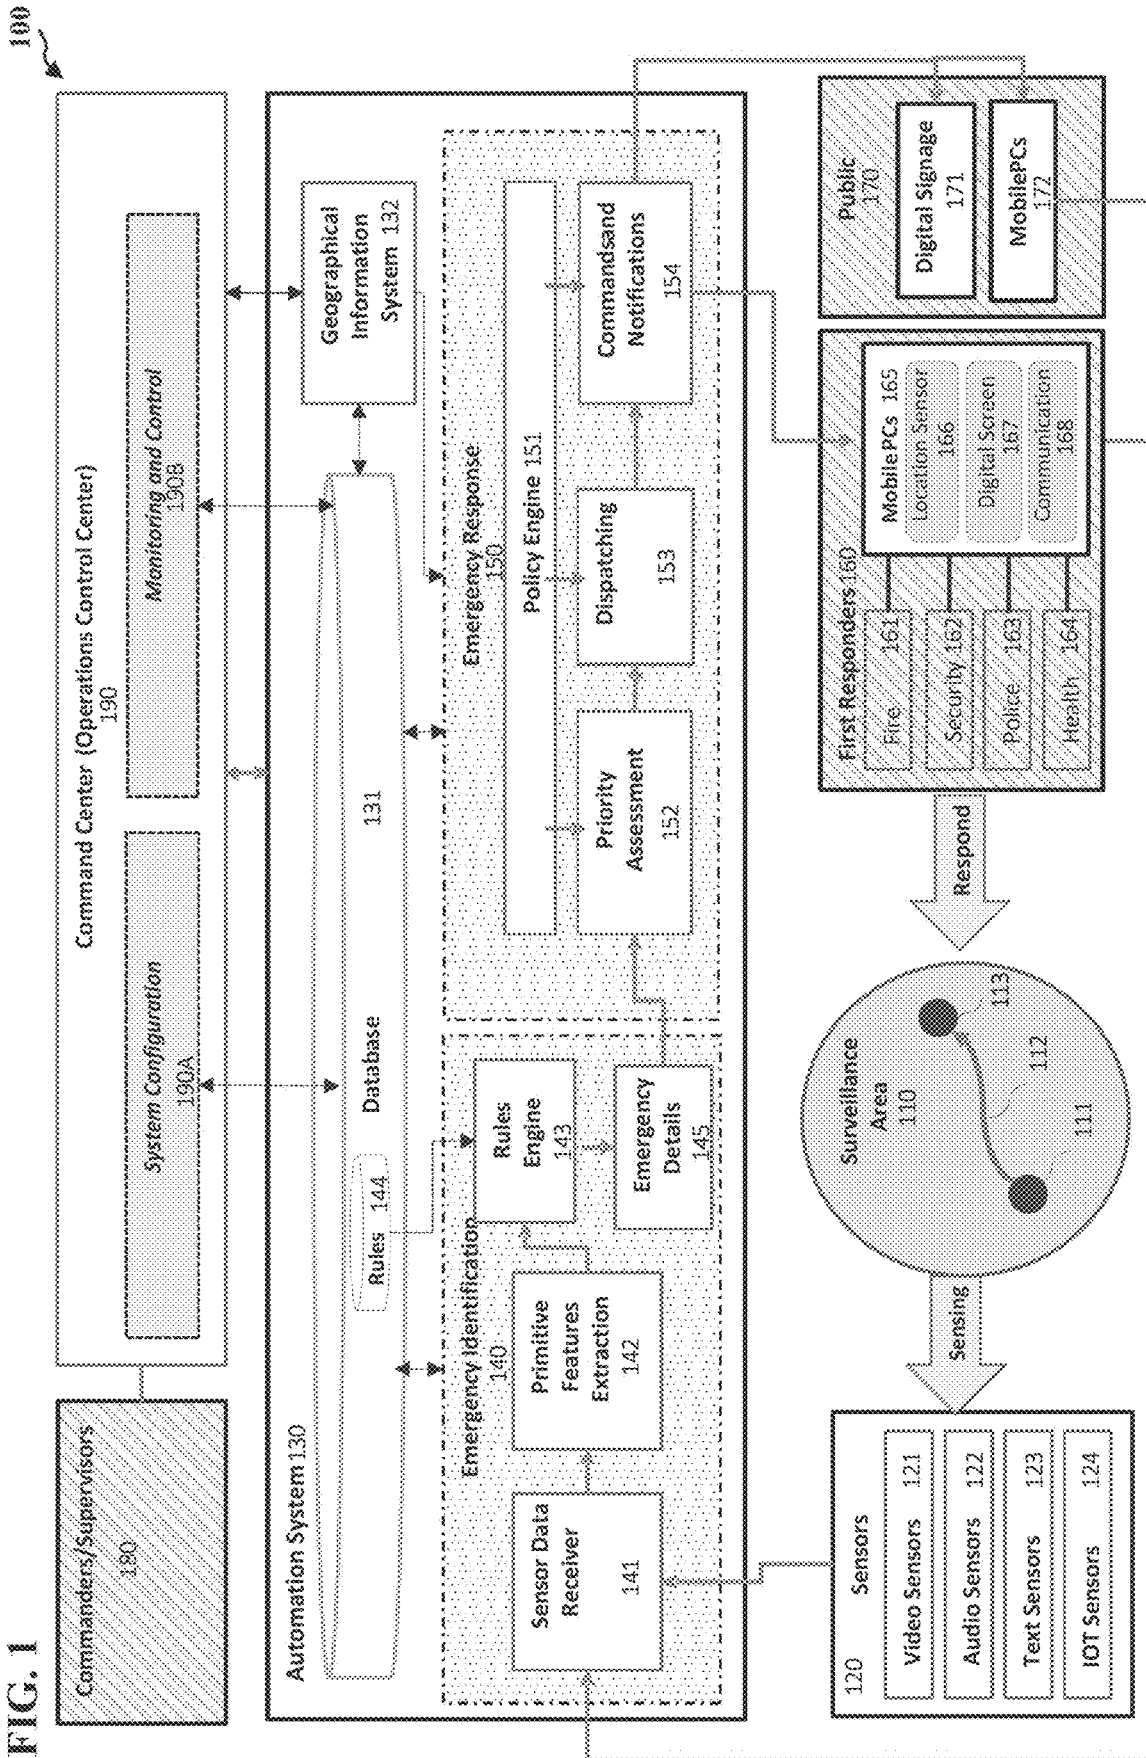 FIG. 1
100
Commanders/Supervisors
180
Command Center (Operations Control Center)
190
System Configuration
190A
Monitoring and Control
190B
Automation System 130
Database
131
Rules 144
Geographical
Information
System 132
Emergency Identification
140
Sensor Data
Receiver
141
Primitive
Features
Extraction
142
Rules
Engine
143
Emergency
Details
145
Emergency Response
150
Policy Engine 151
Priority
Assessment
152
Dispatching
153
Commandsand
Notifications
154
120
Sensors
Video Sensors 121
Audio Sensors 122
Text Sensors 123
IOT Sensors 124
Sensing
Surveillance
Area
110
111
112
113
Respond
First Responders 160
Fire 161
Security 162
Police 163
Health 164
MobilePCs 165
Location Sensor
166
Digital Screen
167
Communication
168
Public
170
Digital Signage
171
MobilePCs
172